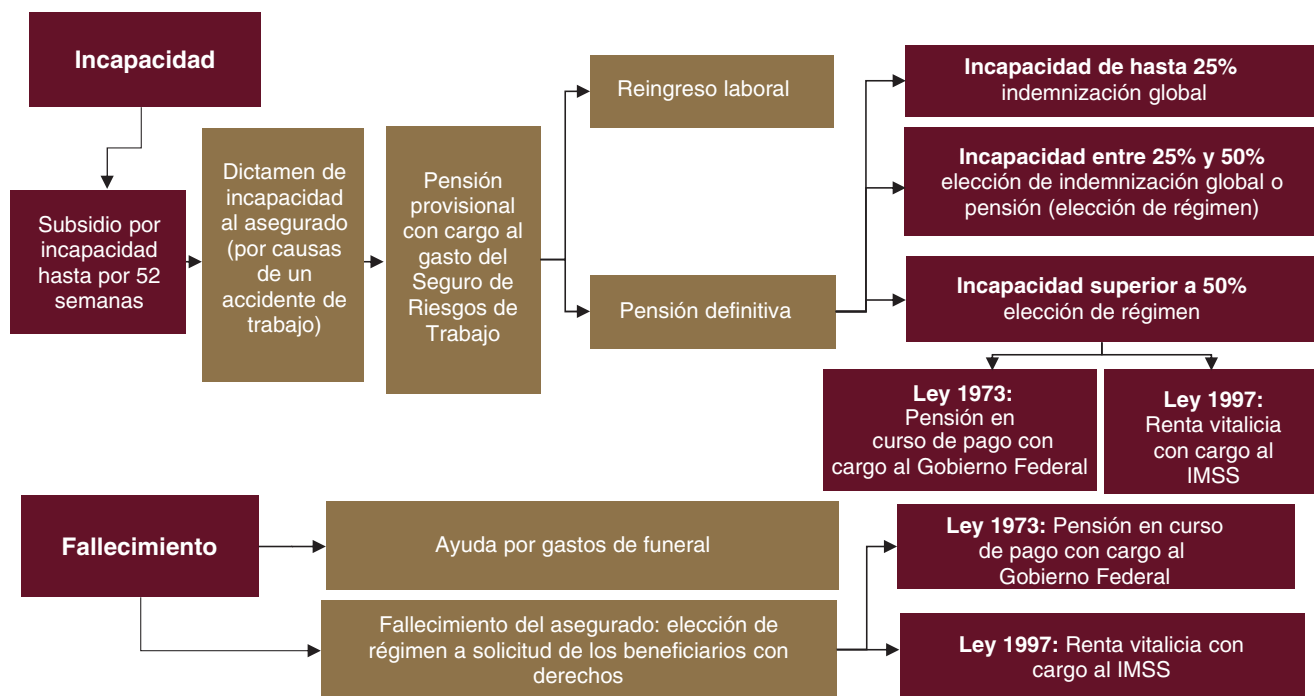 Incapacidad
Subsidio por
incapacidad
hasta por 52
semanas
Dictamen de
incapacidad
al asegurado
(por causas
de un
accidente de
trabajo)
Pensión
provisional
con cargo al
gasto del
Seguro de
Riesgos de
Trabajo
Reingreso laboral
Pensión definitiva
Incapacidad de hasta 25%
indemnización global
Incapacidad entre 25% y 50%
elección de indemnización global o
pensión (elección de régimen)
Incapacidad superior a 50%
elección de régimen
Ley 1973:
Pensión en
curso de pago con
cargo al Gobierno Federal
Ley 1997:
Renta vitalicia
con cargo al
IMSS
Fallecimiento
Ayuda por gastos de funeral
Fallecimiento del asegurado: elección de
régimen a solicitud de los beneficiarios con
derechos
Ley 1973: Pensión en curso
de pago con cargo al
Gobierno Federal
Ley 1997: Renta vitalicia con
cargo al IMSS